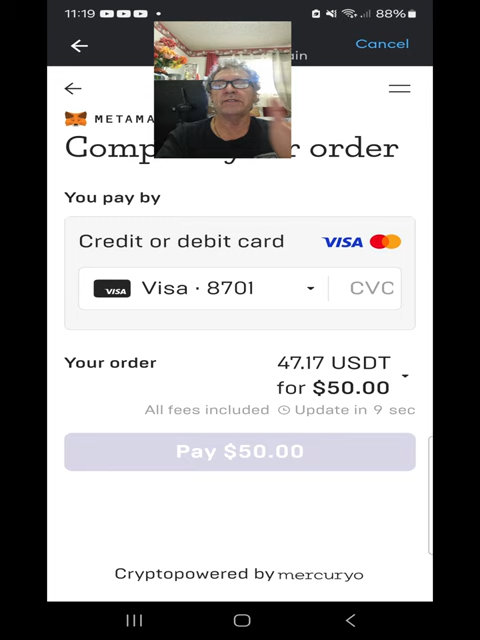 11:19 88%
Cancel
ain
METAMA
Comp r order
You pay by
Credit or debit card VISA
VISA Visa · 8701 CVC
Your order 47.17 USDT
for $50.00
All fees included Update in 9 sec
Pay $50.00
Cryptopowered by mercuryo